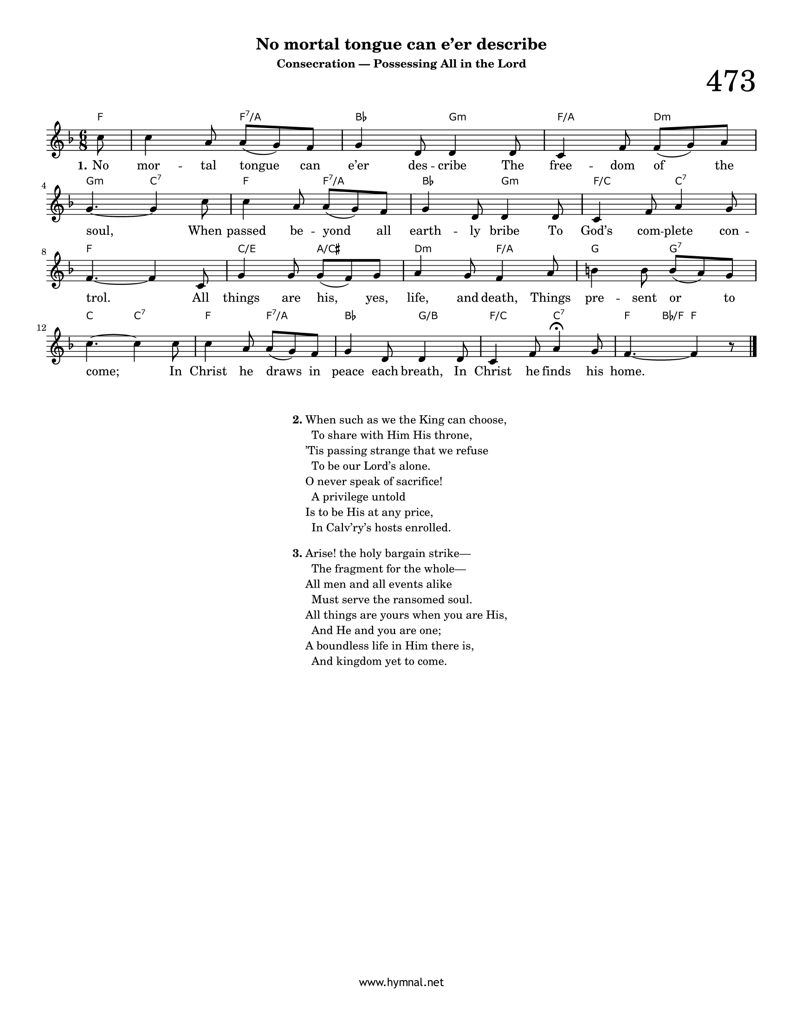 No mortal tongue can e'er describe
Consecration — Possessing All in the Lord
473
F F7/A B♭ Gm F/A Dm
1. No mor - tal tongue can e'er des - cribe The free - dom of the
4 Gm C7 F F7/A B♭ Gm F/C C7
soul, When passed be - yond all earth - ly bribe To God's com-plete con -
8 F C/E A/C♯ Dm F/A G G7
trol. All things are his, yes, life, and death, Things pre - sent or to
12 C C7 F F7/A B♭ G/B F/C C7 F B♭/F F
come; In Christ he draws in peace each breath, In Christ he finds his home.
2. When such as we the King can choose,
To share with Him His throne,
'Tis passing strange that we refuse
To be our Lord's alone.
O never speak of sacrifice!
A privilege untold
Is to be His at any price,
In Calv'ry's hosts enrolled.
3. Arise! the holy bargain strike—
The fragment for the whole—
All men and all events alike
Must serve the ransomed soul.
All things are yours when you are His,
And He and you are one;
A boundless life in Him there is,
And kingdom yet to come.
www.hymnal.net